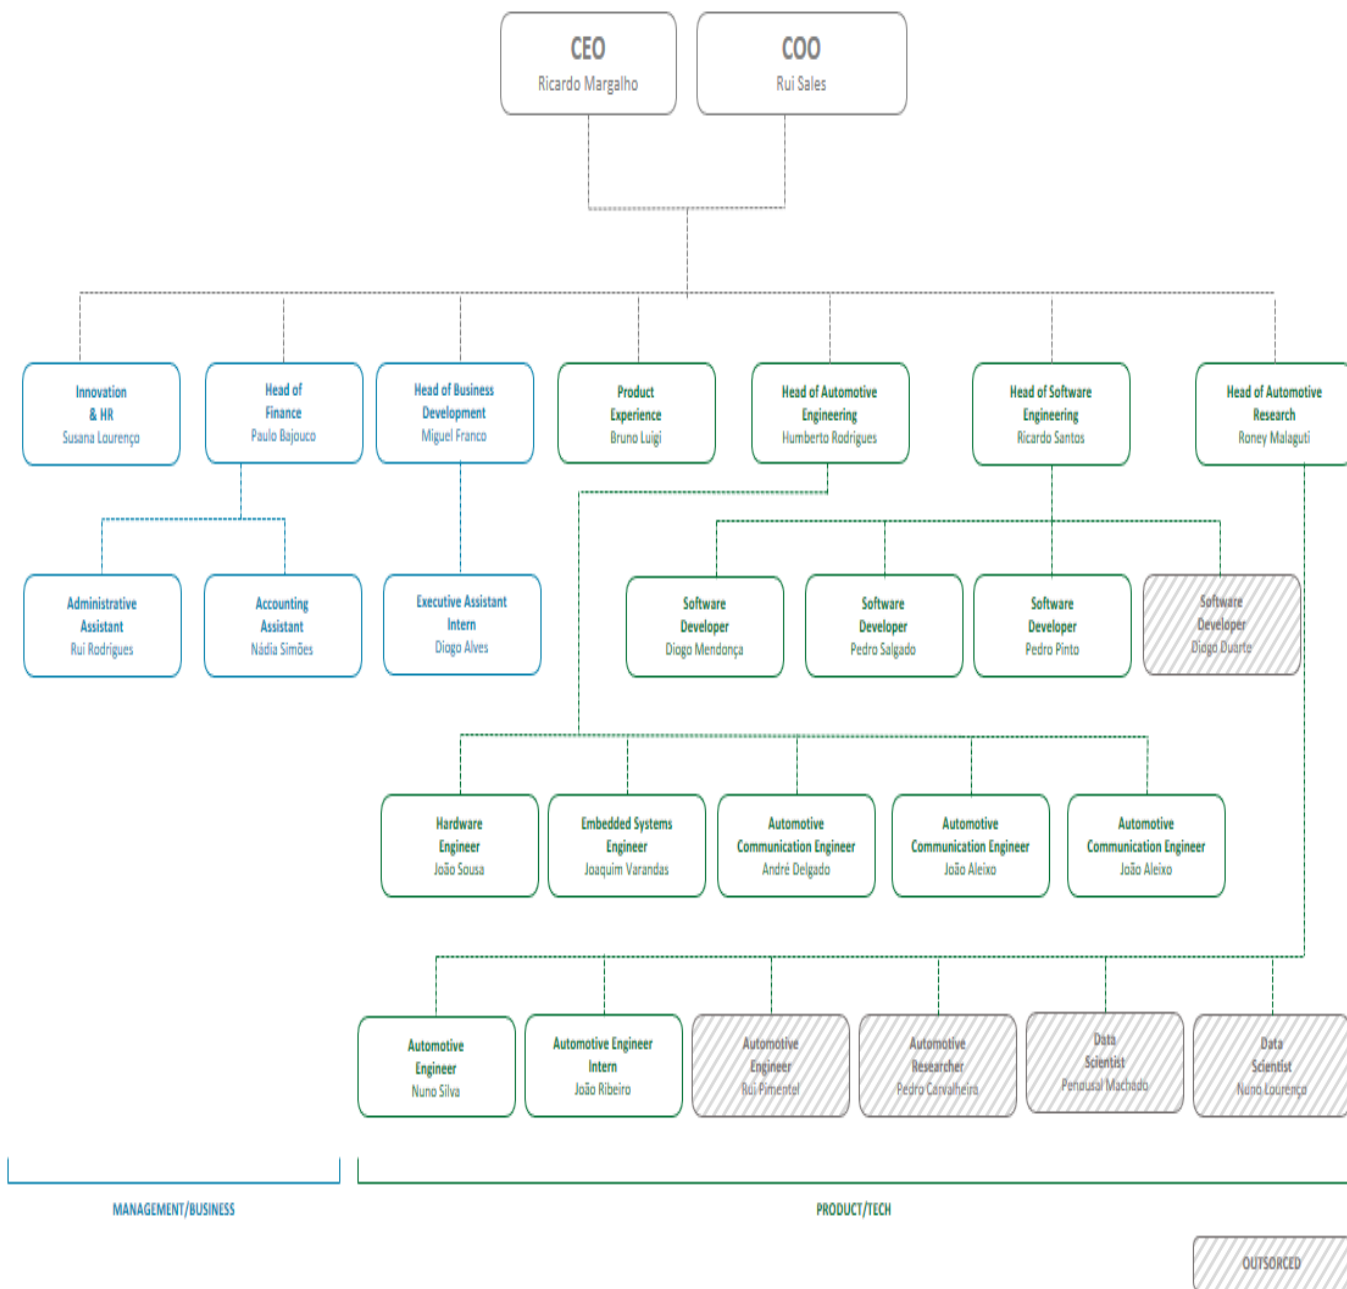 CEO
Ricardo Margalho
COO
Rui Sales
Innovation
& HR
Susana Lourenço
Head of
Finance
Paulo Bajouco
Head of Business
Development
Miguel Franco
Product
Experience
Bruno Luigi
Head of Automotive
Engineering
Humberto Rodrigues
Head of Software
Engineering
Ricardo Santos
Head of Automotive
Research
Roney Malaguti
Administrative
Assistant
Rui Rodrigues
Accounting
Assistant
Nádia Simões
Executive Assistant
Intern
Diogo Alves
Software
Developer
Diogo Mendonça
Software
Developer
Pedro Salgado
Software
Developer
Pedro Pinto
Software
Developer
Diogo Duarte
Hardware
Engineer
João Sousa
Embedded Systems
Engineer
Joaquim Varandas
Automotive
Communication Engineer
André Delgado
Automotive
Communication Engineer
João Aleixo
Automotive
Communication Engineer
João Aleixo
Automotive
Engineer
Nuno Silva
Automotive Engineer
Intern
João Ribeiro
Automotive
Engineer
Rui Pimentel
Automotive
Researcher
Pedro Carvalheira
Data
Scientist
Penousal Machado
Data
Scientist
Nuno Lourenço
MANAGEMENT/BUSINESS
PRODUCT/TECH
OUTSORCED